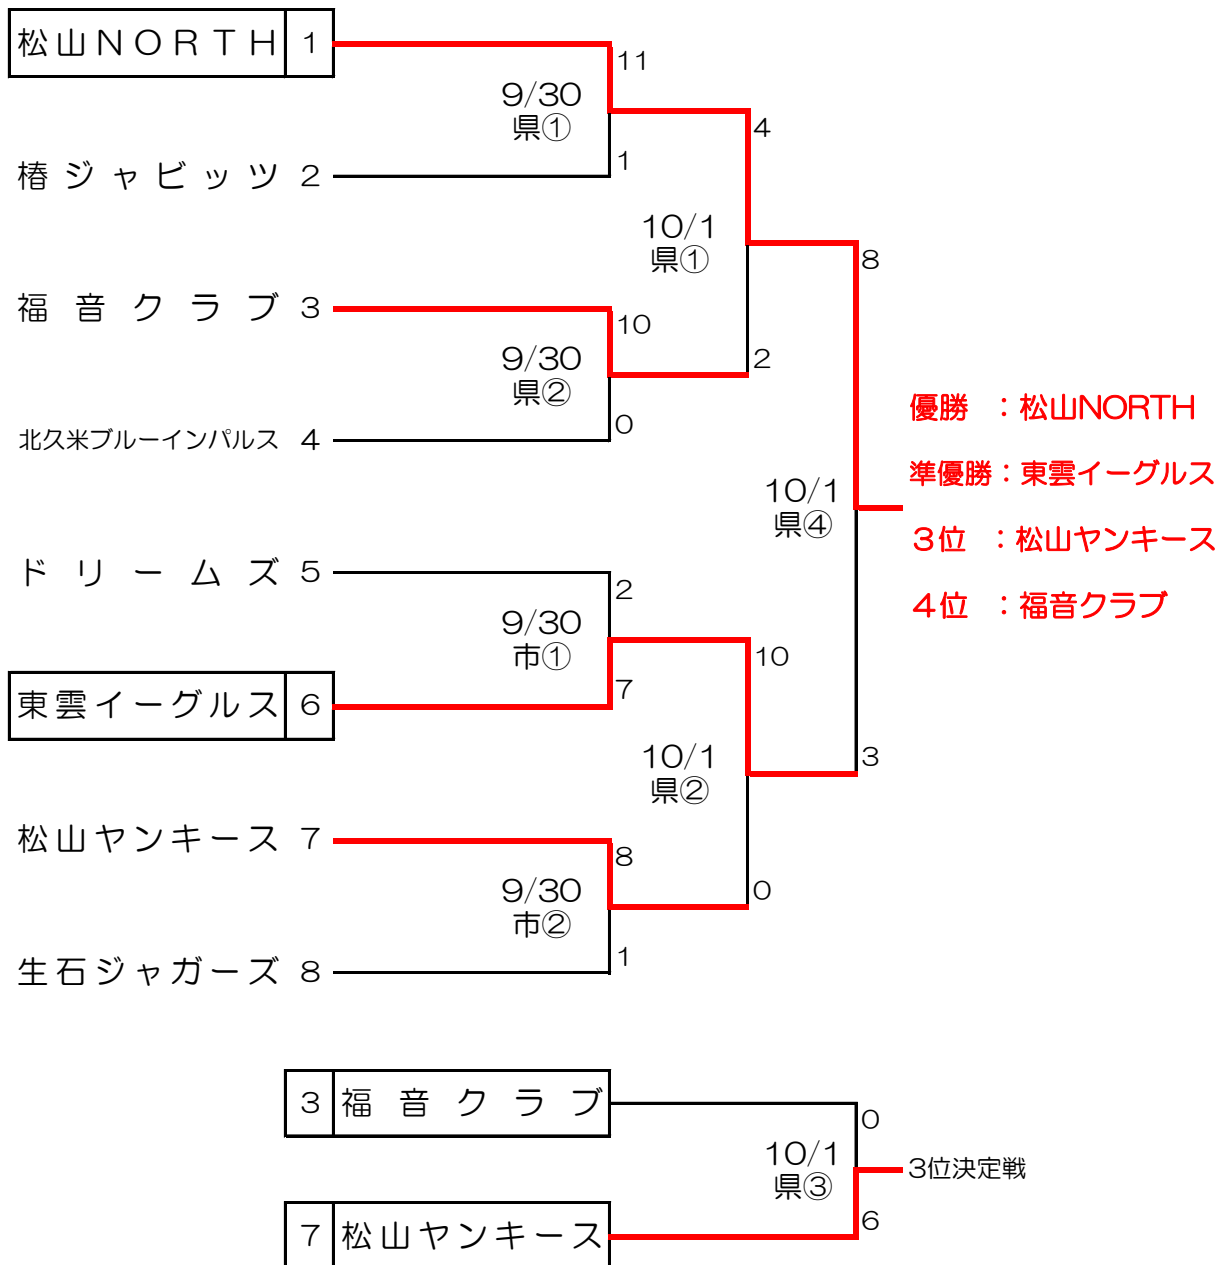 松山NORTH 1
11
9/30
県①
4
椿ジャビッツ 2
1
10/1
県①
8
福音クラブ 3
10
9/30
県②
2
優勝 ：松山NORTH
北久米ブルーインパルス 4
0
準優勝：東雲イーグルス
10/1
県④
３位 ：松山ヤンキース
ドリームズ 5
2
４位 ：福音クラブ
9/30
市①
10
東雲イーグルス 6
7
10/1
県②
3
松山ヤンキース 7
8
9/30
市②
0
生石ジャガーズ 8
1
3 福音クラブ
0
10/1
県③
3位決定戦
7 松山ヤンキース
6